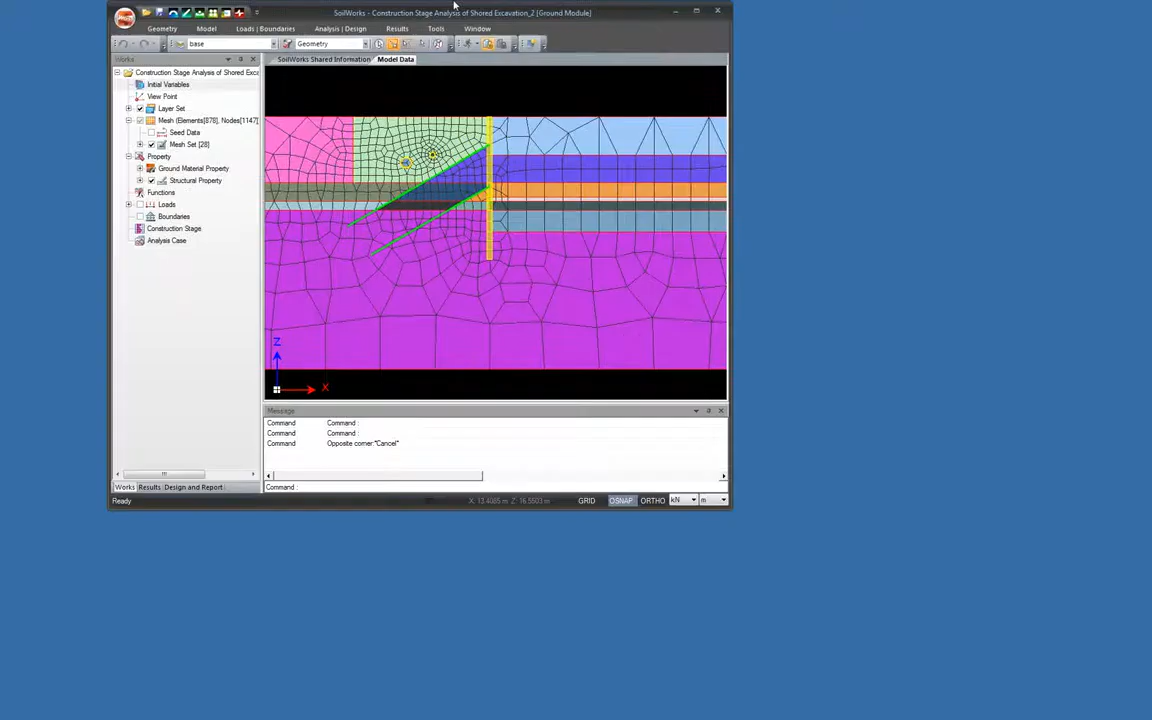 SoilWorks - Construction Stage Analysis of Shored Excavation_2 [Ground Module]
Geometry Model Loads | Boundaries Analysis | Design Results Tools Window
base Geometry
Works SoilWorks Shared Information Model Data
Construction Stage Analysis of Shored Exca
Initial Variables
View Point
Layer Set
Mesh (Elements[878], Nodes[1147]
Seed Data
Mesh Set [28]
Property
Ground Material Property
Structural Property
Functions
Loads
Boundaries
Construction Stage
Analysis Case
Z
X
Message
Command Command :
Command Command :
Command Opposite corner:"Cancel"
Works Results Design and Report Command :
Ready X: 13.4085 m Z: 16.5503 m GRID OSNAP ORTHO kN m